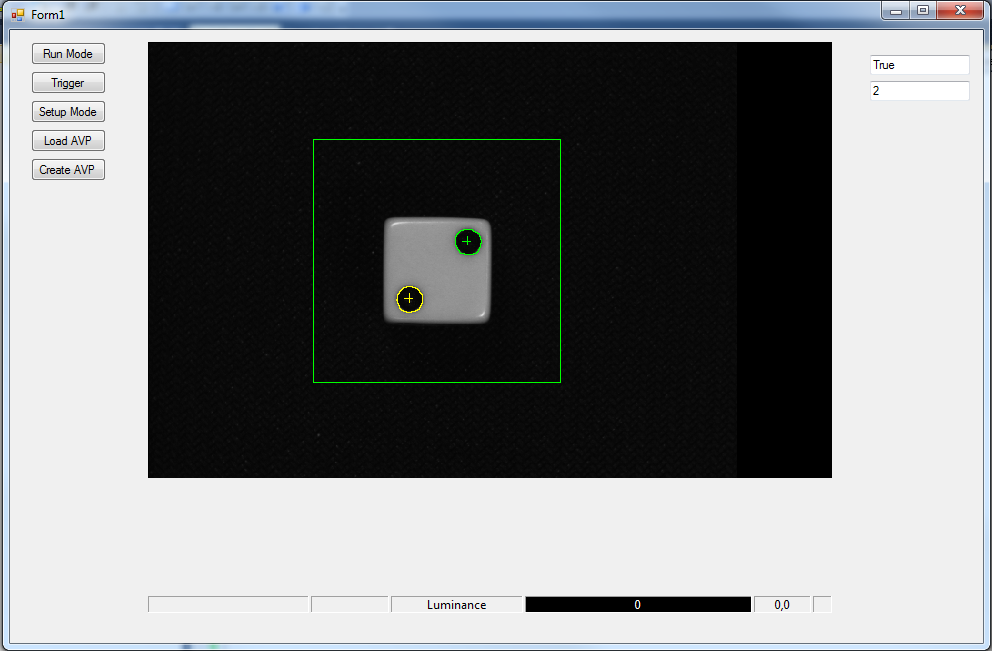 Form1
Run Mode
Trigger
Setup Mode
Load AVP
Create AVP
True
2
Luminance
0
0,0